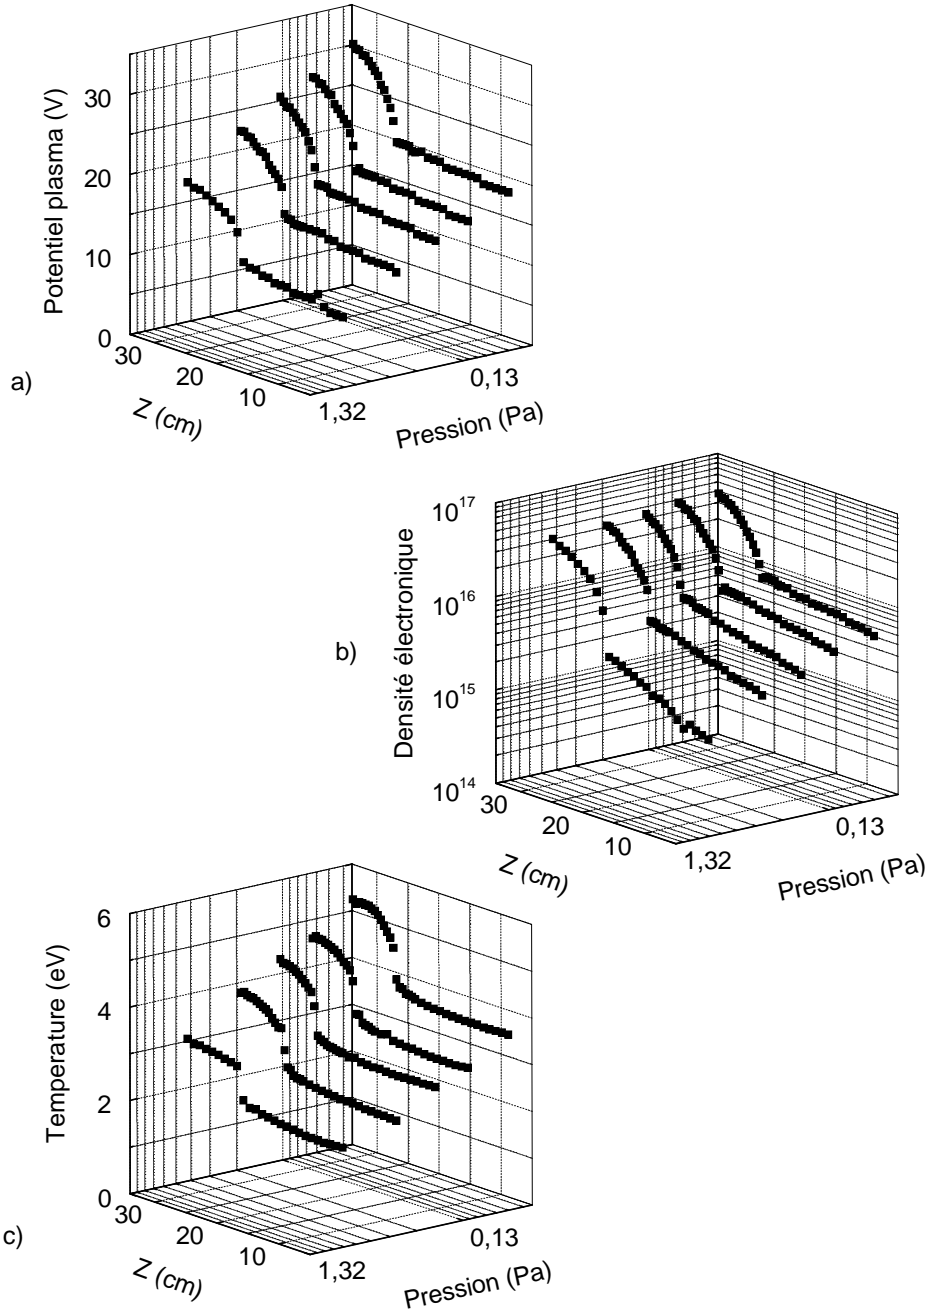 Potentiel plasma (V)
30
20
10
0
30
20
10
Z (cm)
1,32
0,13
Pression (Pa)
a)
Densité électronique
10^17
10^16
10^15
10^14
30
20
10
Z (cm)
1,32
0,13
Pression (Pa)
b)
Temperature (eV)
6
4
2
0
30
20
10
Z (cm)
1,32
0,13
Pression (Pa)
c)